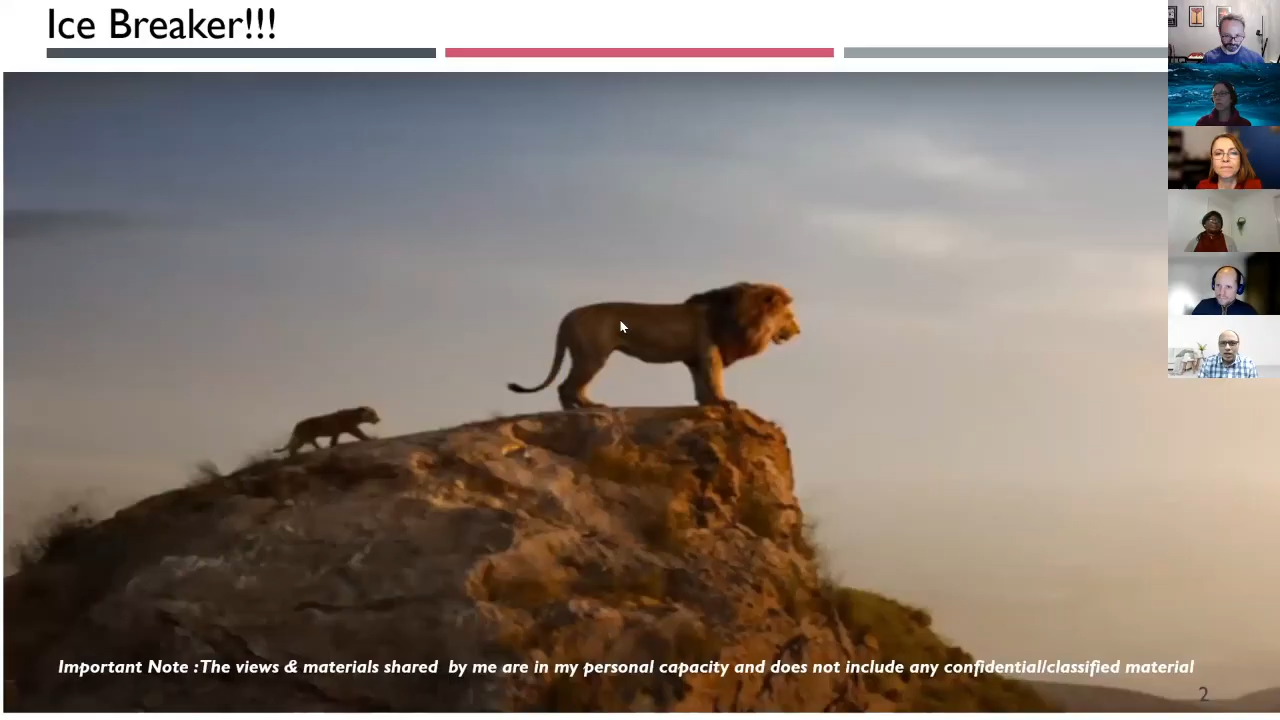 Ice Breaker!!!
Important Note : The views & materials shared by me are in my personal capacity and does not include any confidential/classified material
2